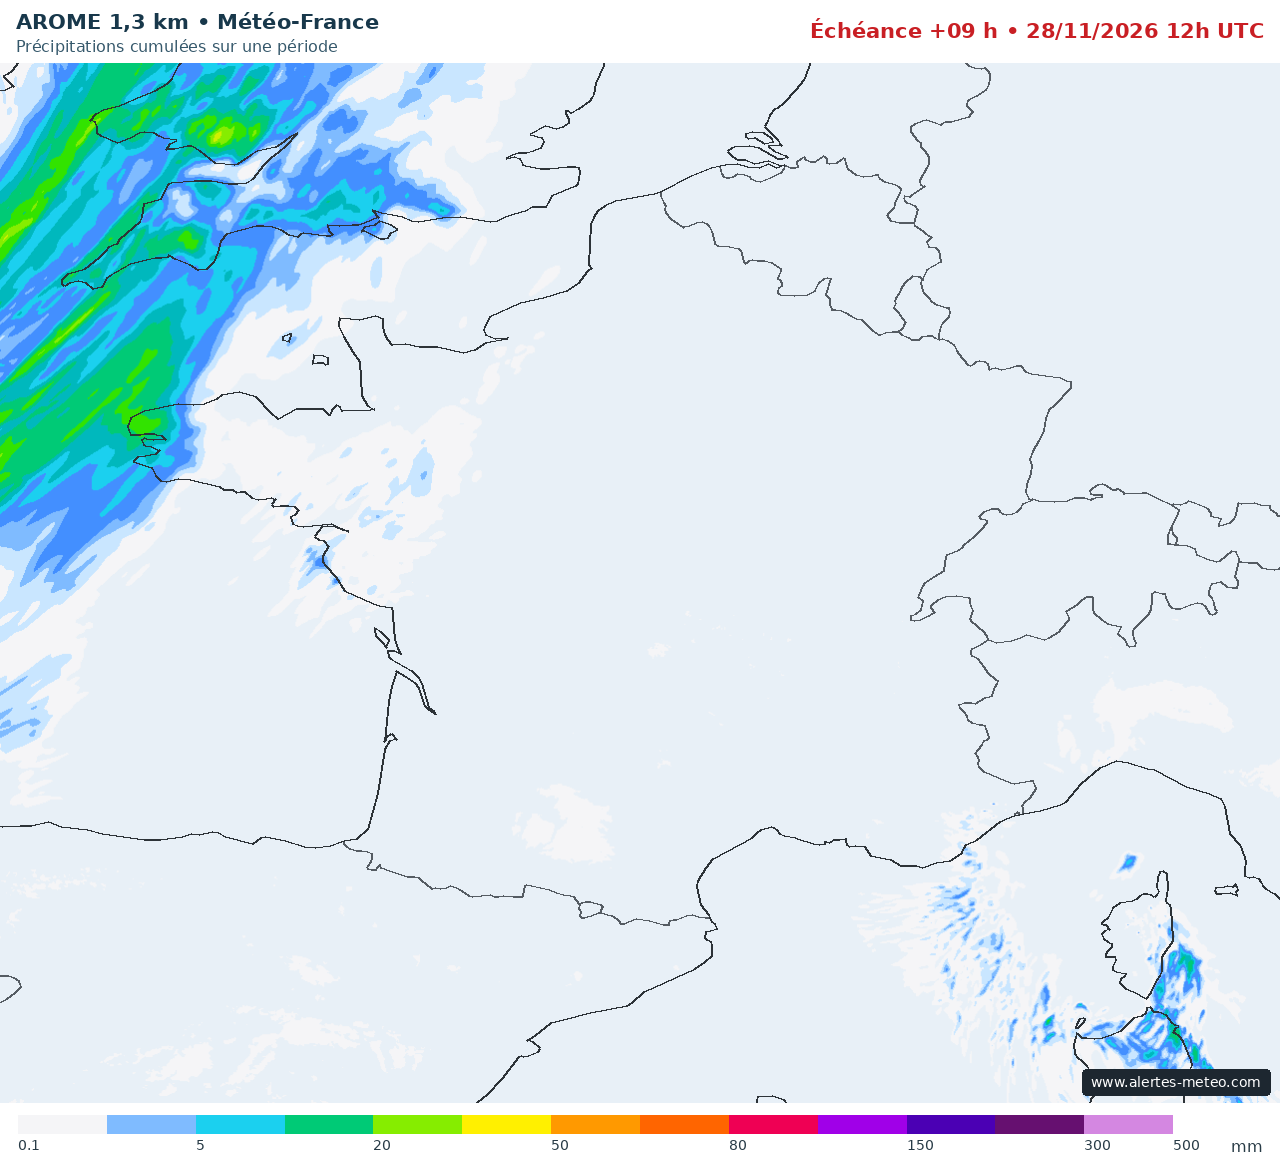 AROME 1,3 km • Météo-France
Précipitations cumulées sur une période
Échéance +09 h • 28/11/2026 12h UTC
www.alertes-meteo.com
0.1 5 20 50 80 150 300 500 mm